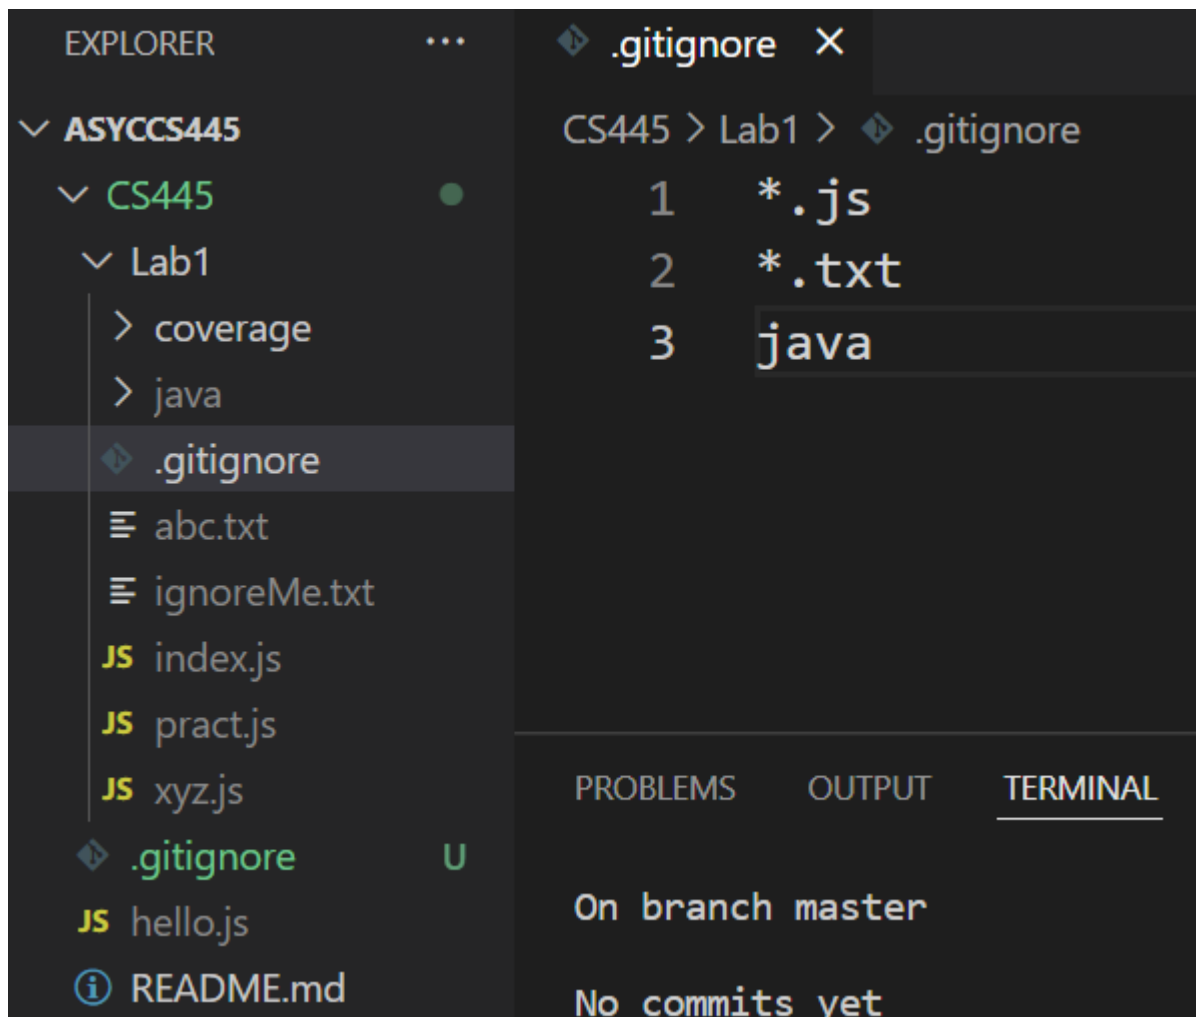 EXPLORER
ASYCCS445
CS445
Lab1
coverage
java
.gitignore
abc.txt
ignoreMe.txt
JS index.js
JS pract.js
JS xyz.js
.gitignore U
JS hello.js
README.md
.gitignore
CS445 > Lab1 > .gitignore
1 *.js
2 *.txt
3 java
PROBLEMS OUTPUT TERMINAL
On branch master
No commits yet